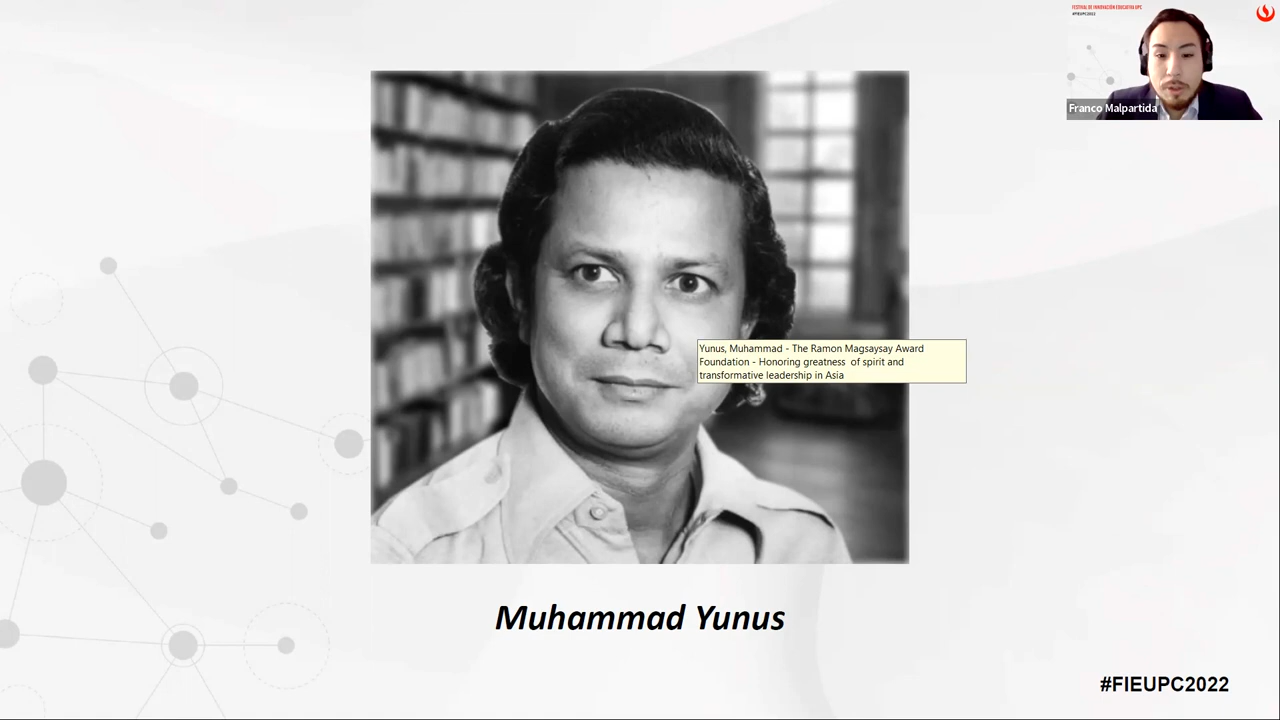 FESTIVAL DE INNOVACIÓN EDUCATIVA UPC
#FIEUPC2022
Franco Malpartida
Yunus, Muhammad - The Ramon Magsaysay Award
Foundation - Honoring greatness  of spirit and
transformative leadership in Asia
Muhammad Yunus
#FIEUPC2022